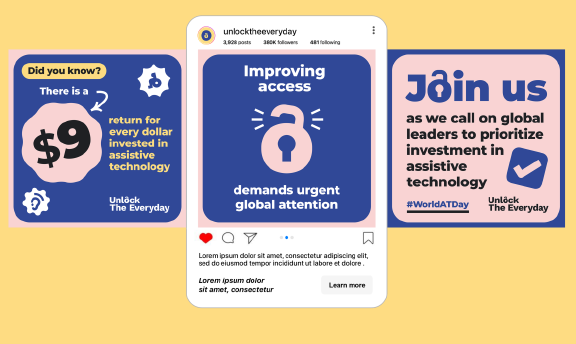 Did you know?
There is a
$9
return for
every dollar
invested in
assistive
technology
Unlock
The Everyday
unlocktheeveryday
3,928 posts 380K followers 481 following
Improving
access
demands urgent
global attention
Lorem ipsum dolor sit amet, consectetur adipiscing elit,
sed do eiusmod tempor incididunt ut labore et dolore .
Lorem ipsum dolor
sit amet, consectetur
Learn more
Join us
as we call on global
leaders to prioritize
investment in
assistive
technology
#WorldATDay
Unlock
The Everyday